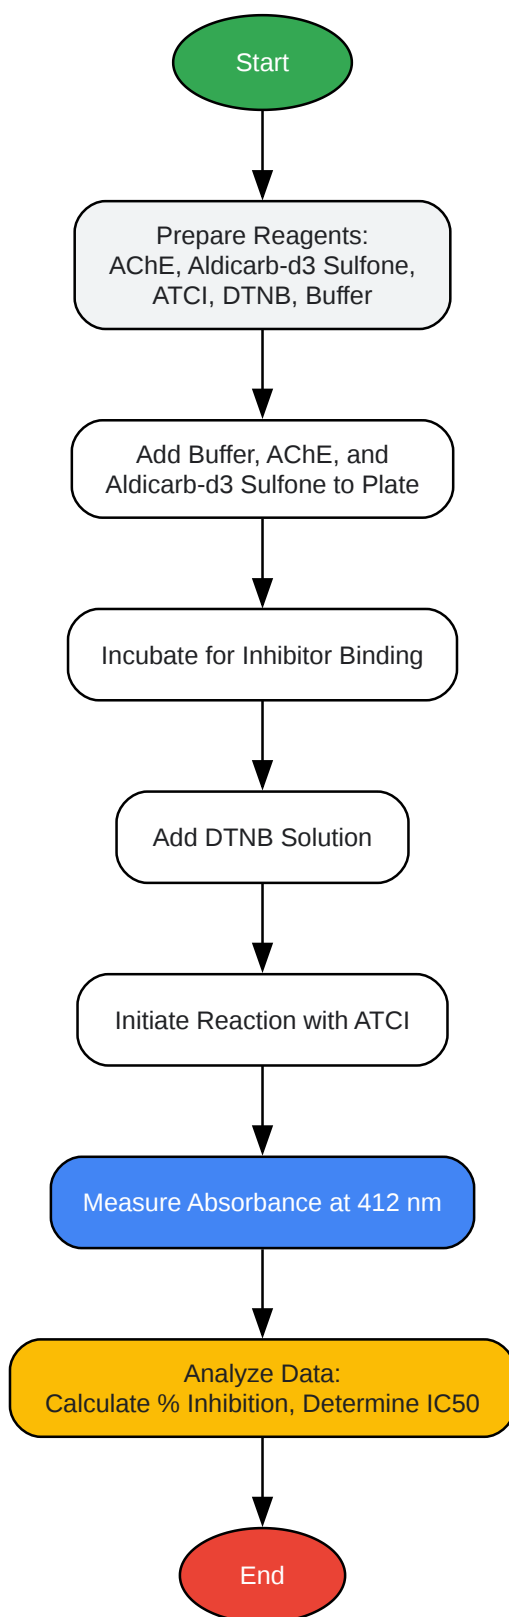 Start
Prepare Reagents:
AChE, Aldicarb-d3 Sulfone,
ATCI, DTNB, Buffer
Add Buffer, AChE, and
Aldicarb-d3 Sulfone to Plate
Incubate for Inhibitor Binding
Add DTNB Solution
Initiate Reaction with ATCI
Measure Absorbance at 412 nm
Analyze Data:
Calculate % Inhibition, Determine IC50
End